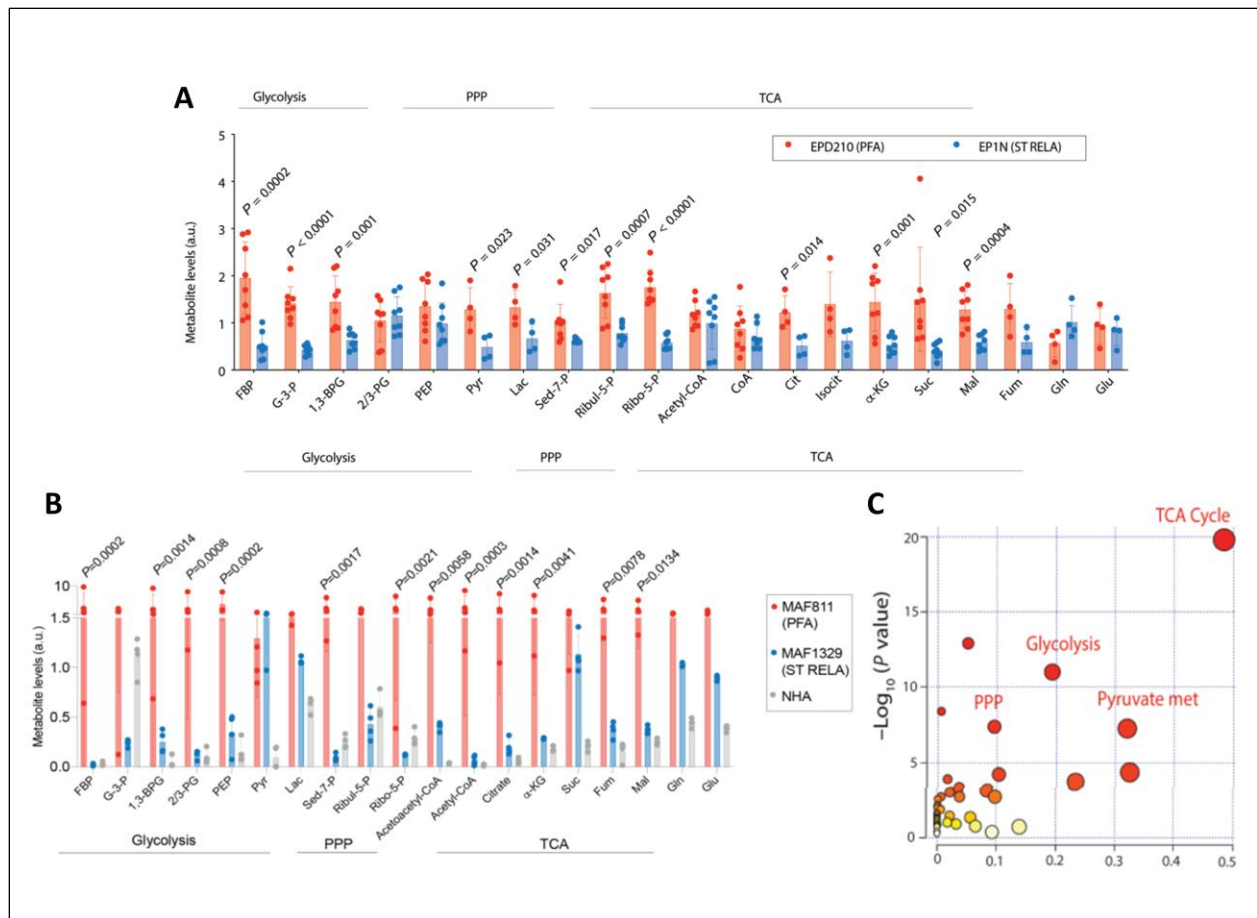 A
Glycolysis PPP TCA
5
4
3
2
1
0
Metabolite levels (a.u.)
EPD210 (PFA) EP1N (ST RELA)
P = 0.0002
P < 0.0001
P = 0.001
P = 0.023
P = 0.031
P = 0.017
P = 0.0007
P < 0.0001
P = 0.014
P = 0.001
P = 0.015
P = 0.0004
FBP G-3-P 1,3-BPG 2/3-PG PEP Pyr Lac Sed-7-P Ribul-5-P Ribo-5-P Acetyl-CoA CoA Cit Isocit α-KG Suc Mal Fum Gln Glu
Glycolysis PPP TCA
B
P=0.0002
P=0.0014
P=0.0008
P=0.0002
P=0.0017
P=0.0021
P=0.0058
P=0.0003
P=0.0014
P=0.0041
P=0.0078
P=0.0134
10
1.5
1.0
0.5
0
Metabolite levels (a.u.)
MAF811
(PFA)
MAF1329
(ST RELA)
NHA
FBP G-3-P 1,3-BPG 2/3-PG PEP Pyr Lac Sed-7-P Ribul-5-P Ribo-5-P Acetoacetyl-CoA Acetyl-CoA Citrate α-KG Suc Fum Mal Gln Glu
Glycolysis PPP TCA
C
TCA Cycle
Glycolysis
PPP
Pyruvate met
−Log10 (P value)
20
15
10
5
0
0 0.1 0.2 0.3 0.4 0.5